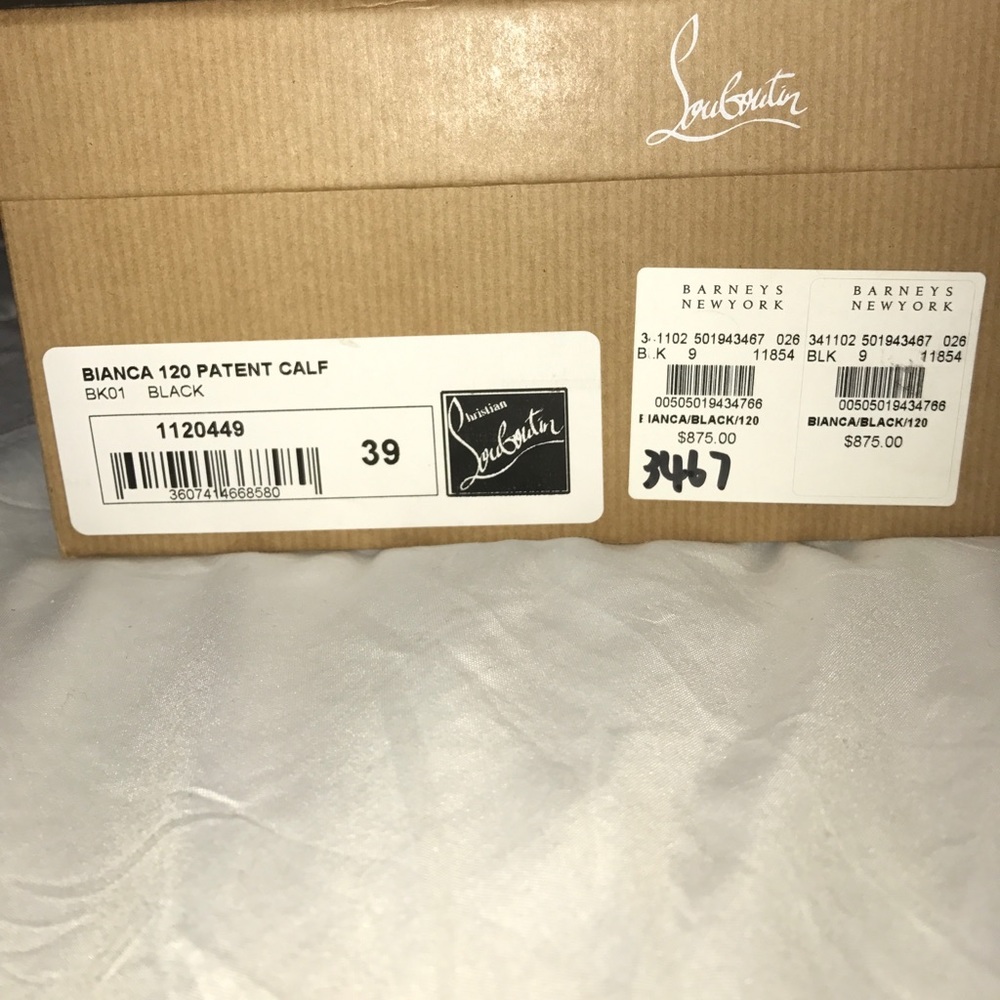 Louboutin
BIANCA 120 PATENT CALF
BK01 BLACK
1120449
39
3607414668580
Christian
Louboutin
BARNEYS
NEWYORK
341102 501943467 026
BLK 9 11854
00505019434766
BIANCA/BLACK/120
$875.00
3467
BARNEYS
NEWYORK
341102 501943467 026
BLK 9 11854
00505019434766
BIANCA/BLACK/120
$875.00